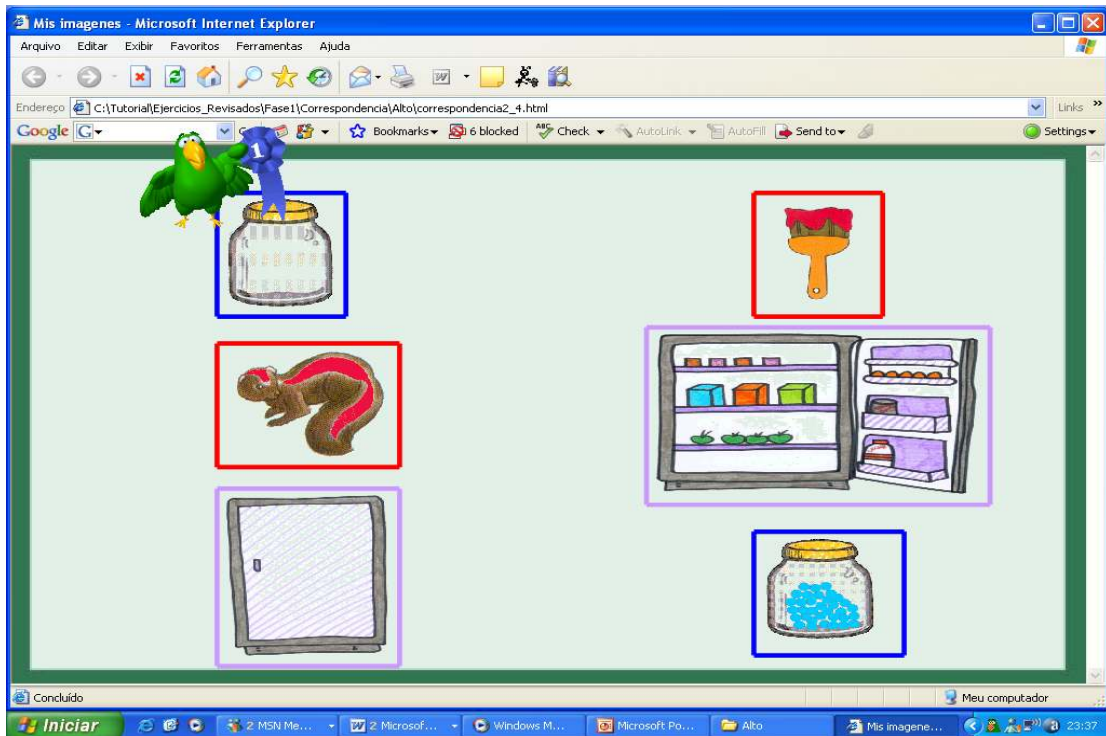 Mis imagenes - Microsoft Internet Explorer
Arquivo Editar Exibir Favoritos Ferramentas Ajuda
Endereço C:\Tutorial\Ejercicios_Revisados\Fase1\Correspondencia\Alto\correspondencia2_4.html Links »
Google G Bookmarks 6 blocked Check AutoLink AutoFill Send to Settings
1
Concluído Meu computador
Iniciar 2 MSN Me... 2 Microsof... Windows M... Microsoft Po... Alto Mis imagene... 23:37